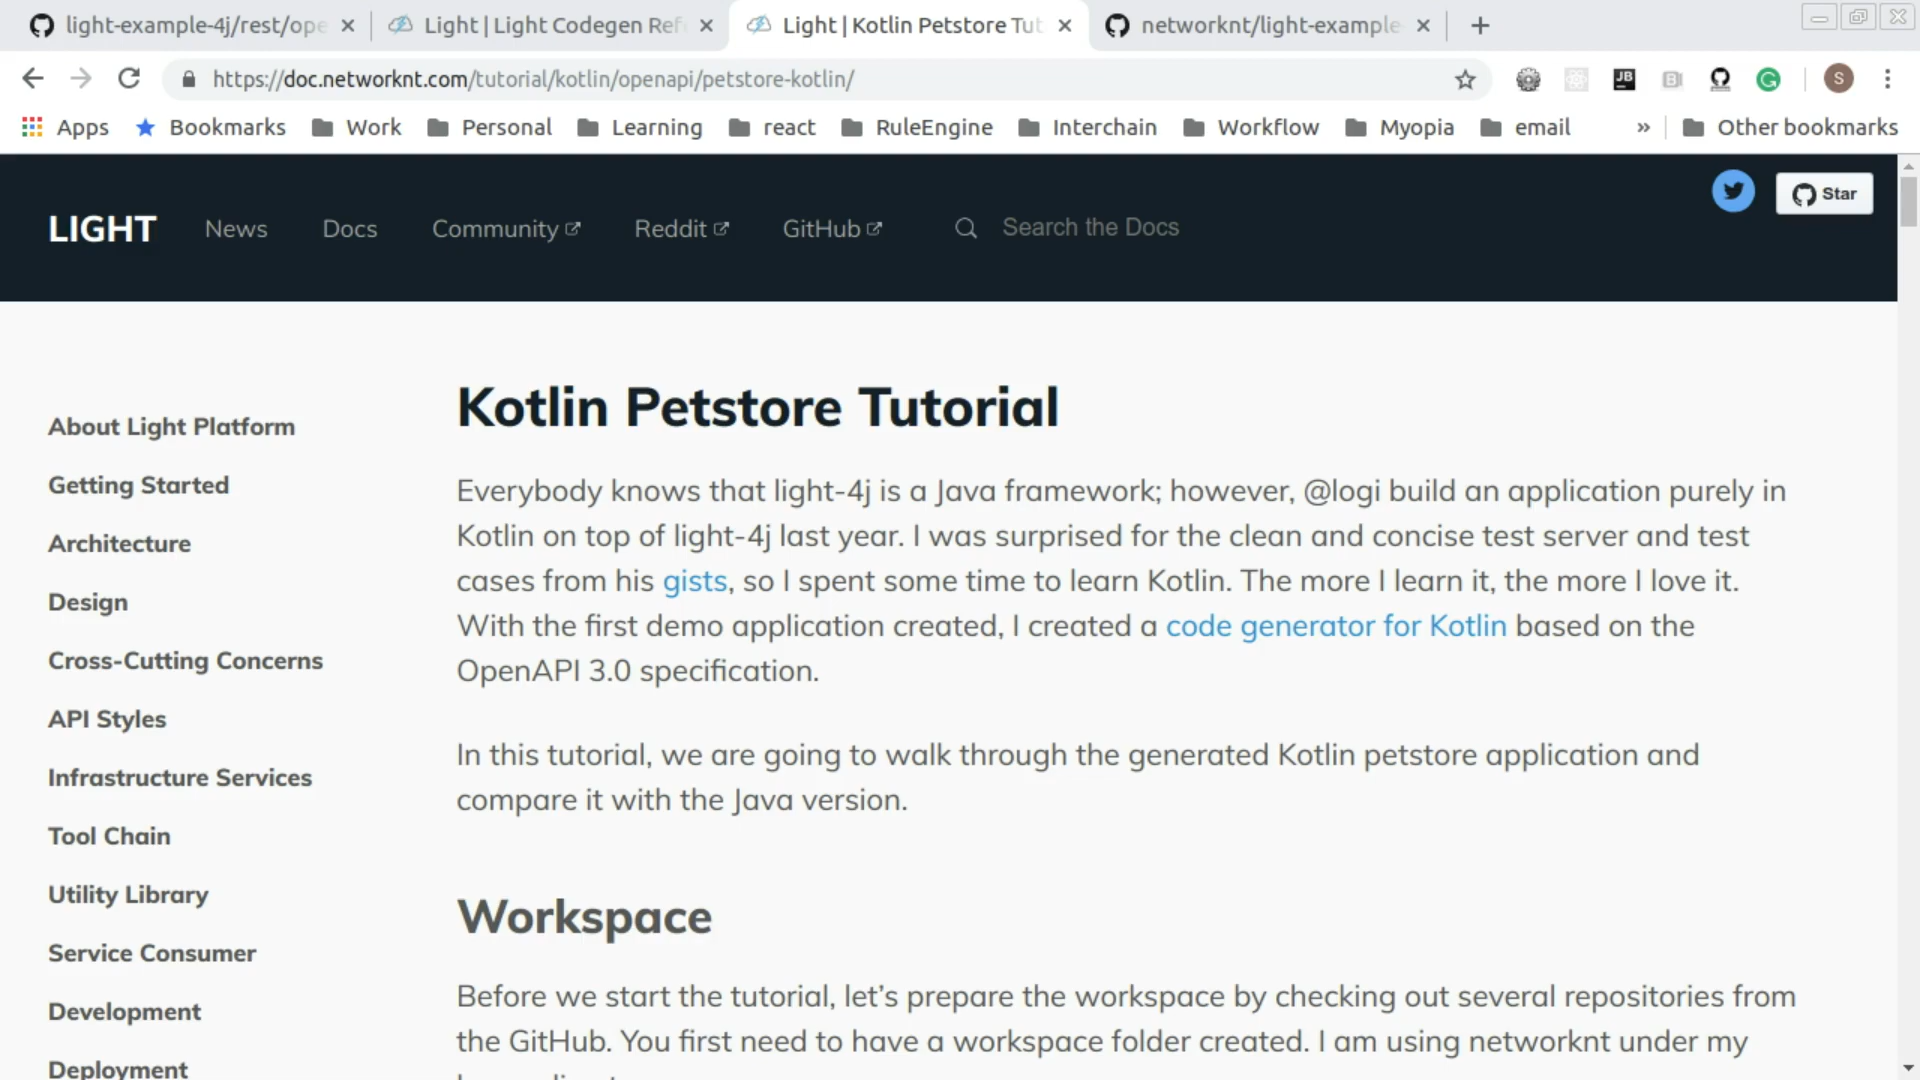 light-example-4j/rest/ope
Light | Light Codegen Ref
Light | Kotlin Petstore Tut
networknt/light-example-
https://doc.networknt.com/tutorial/kotlin/openapi/petstore-kotlin/
JB
S
Apps
Bookmarks
Work
Personal
Learning
react
RuleEngine
Interchain
Workflow
Myopia
email
»
Other bookmarks
LIGHT
News
Docs
Community
Reddit
GitHub
Search the Docs
Star
About Light Platform
Getting Started
Architecture
Design
Cross-Cutting Concerns
API Styles
Infrastructure Services
Tool Chain
Utility Library
Service Consumer
Development
Deployment
Kotlin Petstore Tutorial
Everybody knows that light-4j is a Java framework; however, @logi build an application purely in
Kotlin on top of light-4j last year. I was surprised for the clean and concise test server and test
cases from his gists, so I spent some time to learn Kotlin. The more I learn it, the more I love it.
With the first demo application created, I created a code generator for Kotlin based on the
OpenAPI 3.0 specification.
In this tutorial, we are going to walk through the generated Kotlin petstore application and
compare it with the Java version.
Workspace
Before we start the tutorial, let's prepare the workspace by checking out several repositories from
the GitHub. You first need to have a workspace folder created. I am using networknt under my